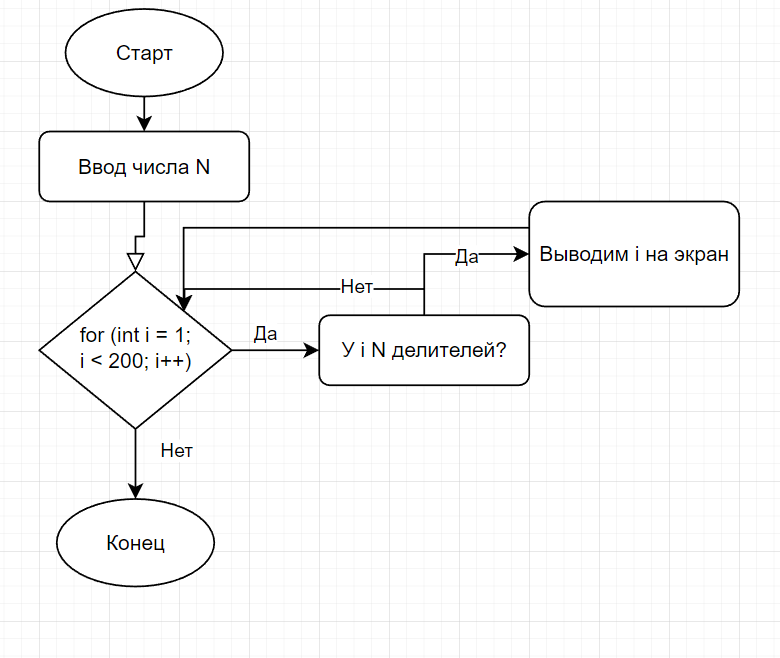 Старт
Ввод числа N
Выводим i на экран
Да
Нет
for (int i = 1;
i < 200; i++)
Да
У i N делителей?
Нет
Конец